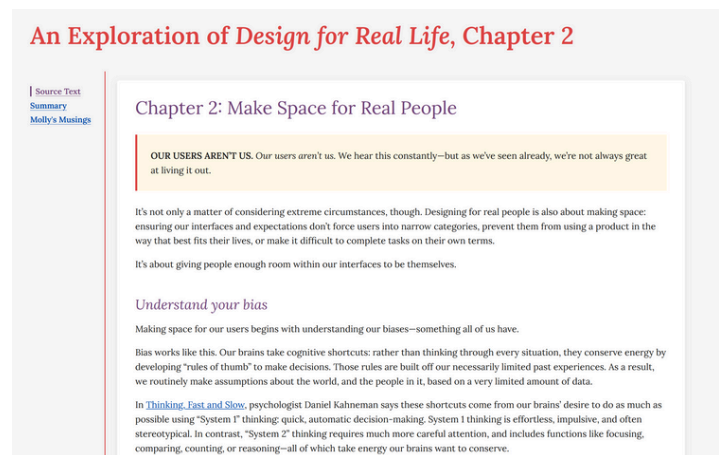 An Exploration of Design for Real Life, Chapter 2
Source Text
Summary
Molly's Musings
Chapter 2: Make Space for Real People
OUR USERS AREN'T US. Our users aren't us. We hear this constantly—but as we've seen already, we're not always great
at living it out.
It's not only a matter of considering extreme circumstances, though. Designing for real people is also about making space:
ensuring our interfaces and expectations don't force users into narrow categories, prevent them from using a product in the
way that best fits their lives, or make it difficult to complete tasks on their own terms.
It's about giving people enough room within our interfaces to be themselves.
Understand your bias
Making space for our users begins with understanding our biases—something all of us have.
Bias works like this. Our brains take cognitive shortcuts: rather than thinking through every situation, they conserve energy by
developing "rules of thumb" to make decisions. Those rules are built off our necessarily limited past experiences. As a result,
we routinely make assumptions about the world, and the people in it, based on a very limited amount of data.
In Thinking, Fast and Slow, psychologist Daniel Kahneman says these shortcuts come from our brains' desire to do as much as
possible using "System 1" thinking: quick, automatic decision-making. System 1 thinking is effortless, impulsive, and often
stereotypical. In contrast, "System 2" thinking requires much more careful attention, and includes functions like focusing,
comparing, counting, or reasoning—all of which take energy our brains want to conserve.